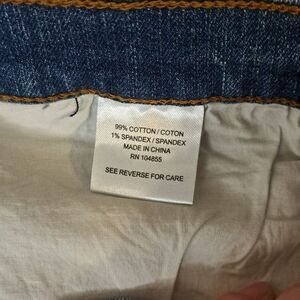 99% COTTON / COTON
1% SPANDEX / SPANDEX
MADE IN CHINA
RN 104855
SEE REVERSE FOR CARE